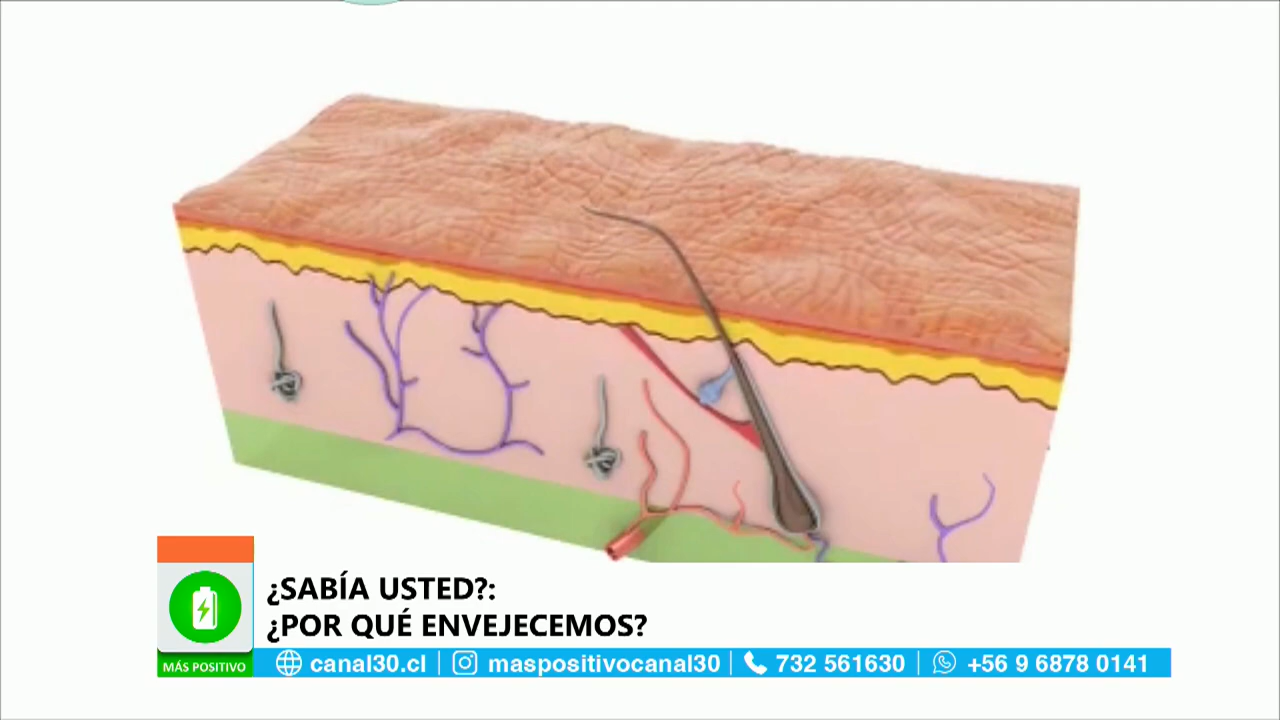 ¿SABÍA USTED?:
¿POR QUÉ ENVEJECEMOS?
MÁS POSITIVO
canal30.cl | maspositivocanal30 | 732 561630 | +56 9 6878 0141